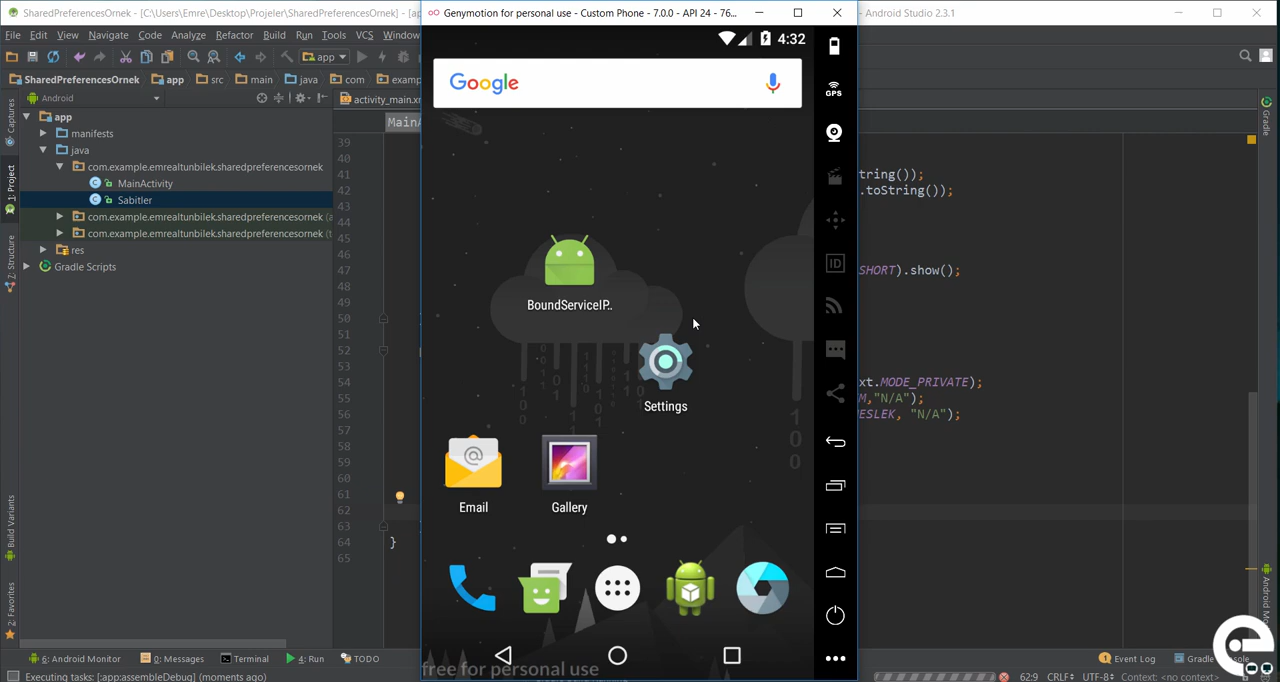 SharedPreferencesOrnek - [C:\Users\Emre\Desktop\Projeler\SharedPreferencesOrnek] - [a
Genymotion for personal use - Custom Phone - 7.0.0 - API 24 - 76...
- Android Studio 2.3.1
File Edit View Navigate Code Analyze Refactor Build Run Tools VCS Window
4:32
app
SharedPreferencesOrnek app src main java com examp
Google
GPS
Android
activity_main.xm
MainA
Captures
1: Project
Z: Structure
Build Variants
2: Favorites
Gradle
Android Mo
app
manifests
java
com.example.emrealtunbilek.sharedpreferencesornek
MainActivity
Sabitler
com.example.emrealtunbilek.sharedpreferencesornek (a
com.example.emrealtunbilek.sharedpreferencesornek (t
res
Gradle Scripts
39
40
41
42
43
44
45
46
47
48
49
50
51
52
53
54
55
56
57
58
59
60
61
62
63
64
65
}
tring());
.toString());
SHORT).show();
xt.MODE_PRIVATE);
M,"N/A");
MESLEK, "N/A");
ID
BoundServiceIP..
Settings
Email
Gallery
free for personal use
6: Android Monitor 0: Messages Terminal 4: Run TODO
Event Log Gradle Console
Executing tasks: [:app:assembleDebug] (moments ago)
62:9 CRLF UTF-8 Context: <no context>